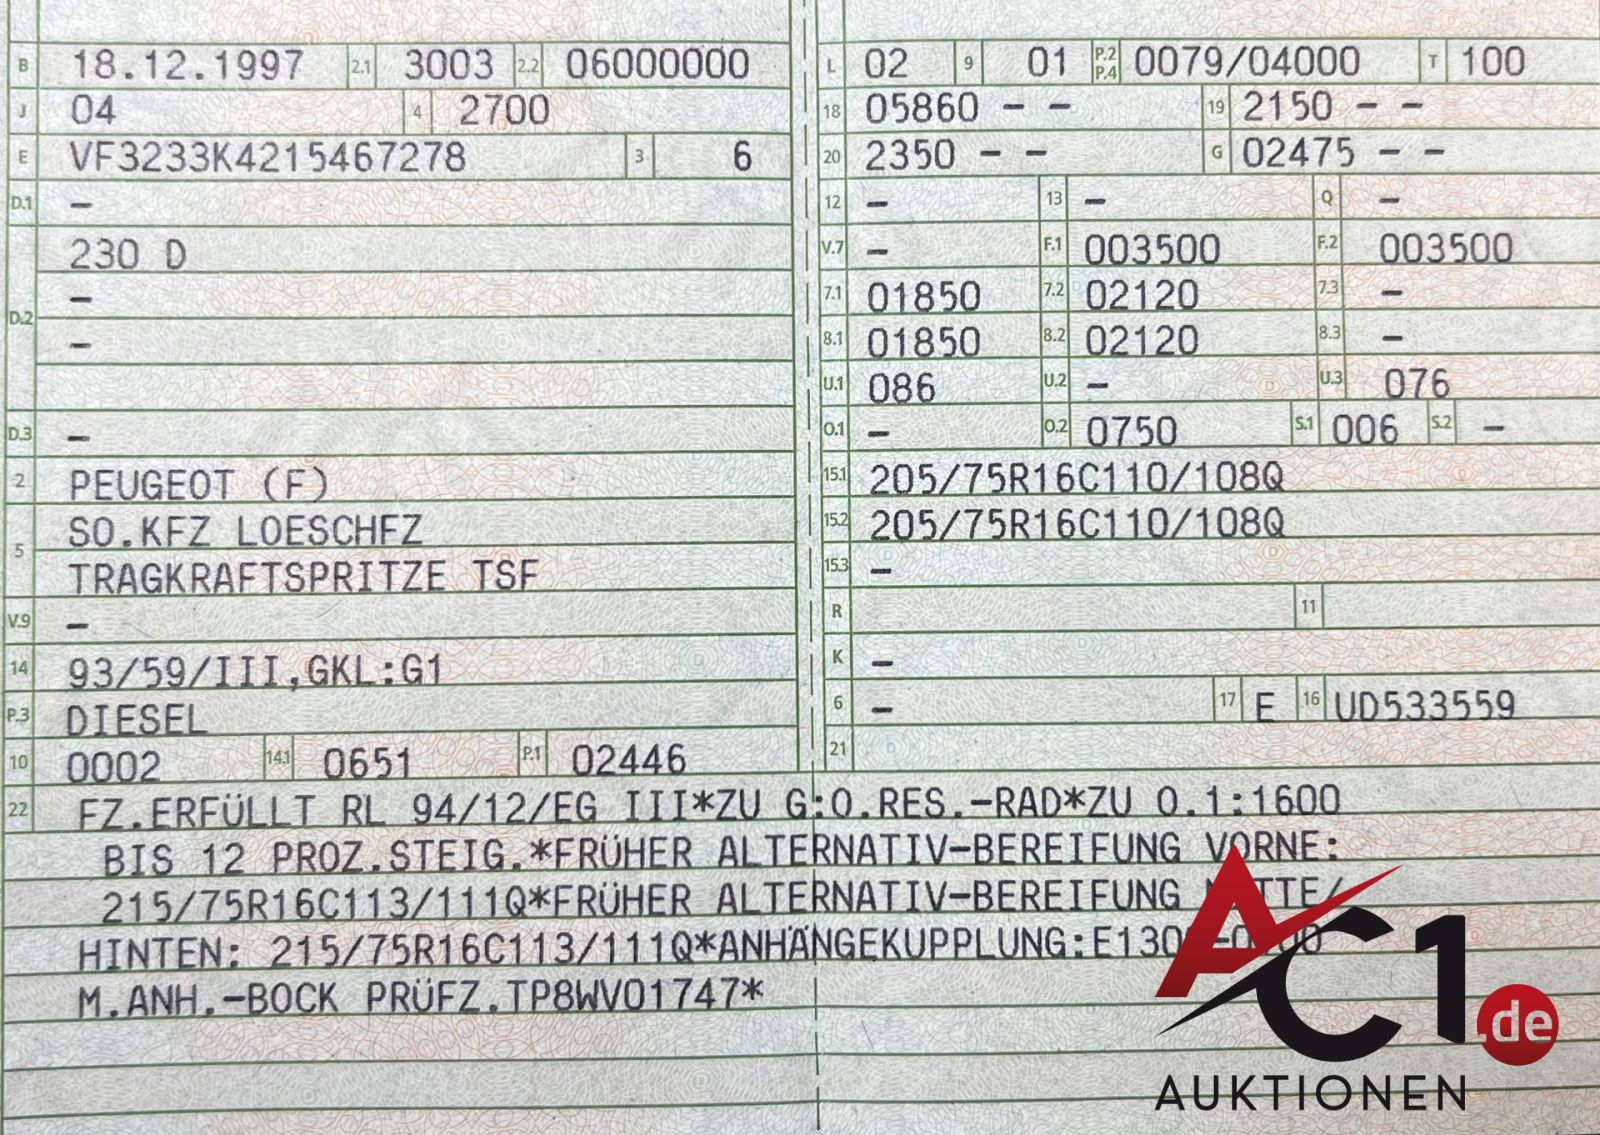 B 18.12.1997 2.1 3003 2.2 06000000
J 04 4 2700
E VF3233K4215467278 3 6
D.1 –
230 D
D.2 –
–
D.3 –
2 PEUGEOT (F)
SO.KFZ LOESCHFZ
5 TRAGKRAFTSPRITZE TSF
V.9 –
14 93/59/III,GKL:G1
P.3 DIESEL
10 0002 14.1 0651 P.1 02446
L 02 9 01 P.2 P.4 0079/04000 T 100
18 05860 – – 19 2150 – –
20 2350 – – G 02475 – –
12 – 13 – Q –
V.7 – F.1 003500 F.2 003500
7.1 01850 7.2 02120 7.3 –
8.1 01850 8.2 02120 8.3 –
U.1 086 U.2 – U.3 076
O.1 – O.2 0750 S.1 006 S.2 –
15.1 205/75R16C110/108Q
15.2 205/75R16C110/108Q
15.3 –
R 11
K –
6 – 17 E 16 UD533559
21
22 FZ.ERFÜLLT RL 94/12/EG III*ZU G:O.RES.-RAD*ZU O.1:1600
BIS 12 PROZ.STEIG.*FRÜHER ALTERNATIV-BEREIFUNG VORNE:
215/75R16C113/111Q*FRÜHER ALTERNATIV-BEREIFUNG
HINTEN: 215/75R16C113/111Q*ANHÄNGEKUPPLUNG:
M.ANH.-BOCK PRÜFZ.TP8WV01747*
AC1.de
AUKTIONEN